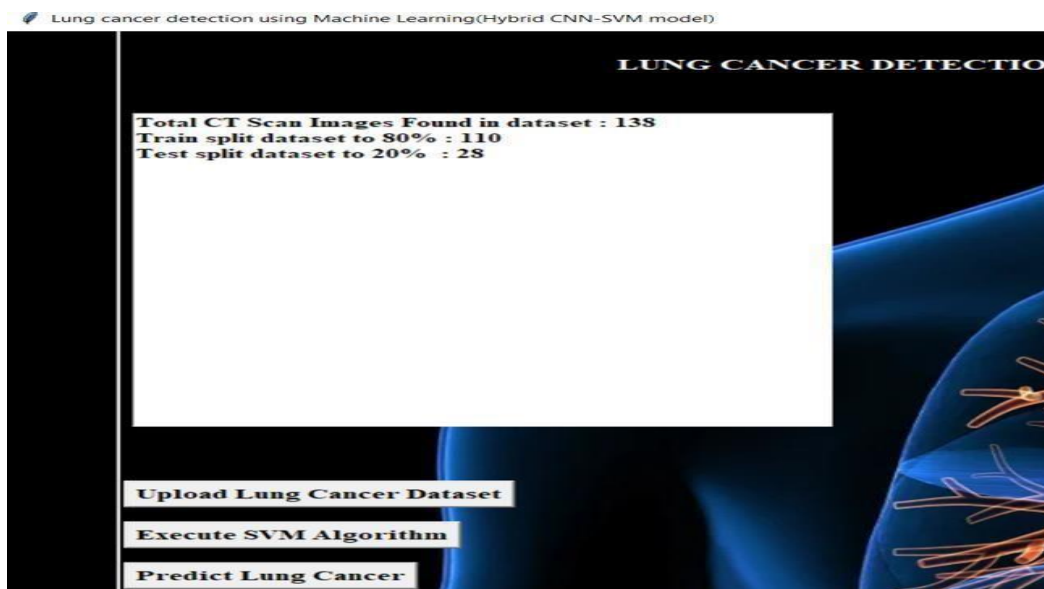 Lung cancer detection using Machine Learning(Hybrid CNN-SVM model)
LUNG CANCER DETECTIO
Total CT Scan Images Found in dataset : 138
Train split dataset to 80% : 110
Test split dataset to 20%  : 28
Upload Lung Cancer Dataset
Execute SVM Algorithm
Predict Lung Cancer